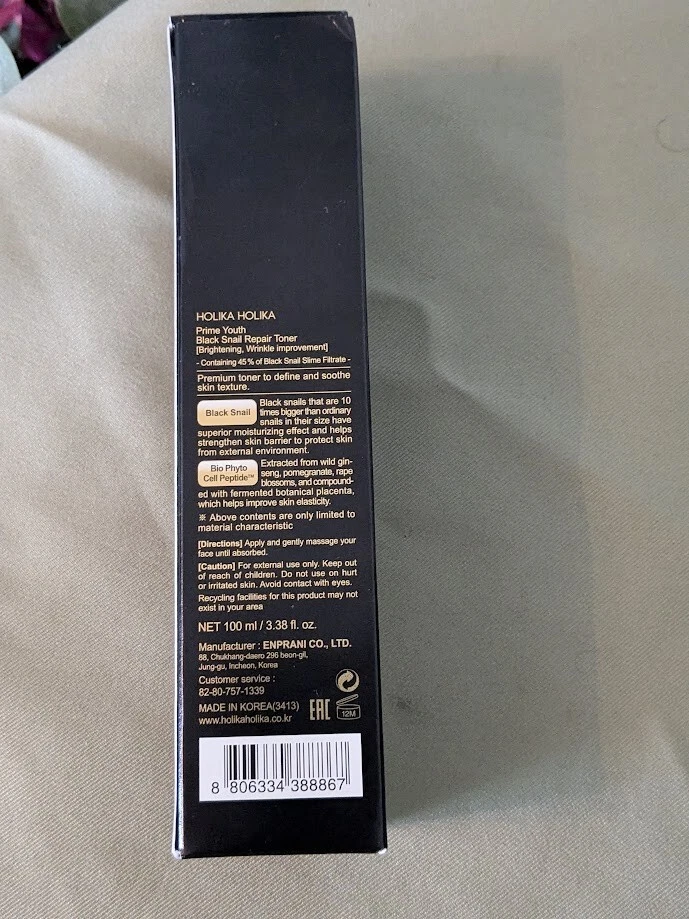 HOLIKA HOLIKA
Prime Youth
Black Snail Repair Toner
[Brightening, Wrinkle improvement]
- Containing 45% of Black Snail Slime Filtrate -
Premium toner to define and soothe
skin texture.
Black Snail
Black snails that are 10
times bigger than ordinary
snails in their size have
superior moisturizing effect and helps
strengthen skin barrier to protect skin
from external environment.
Bio Phyto
Cell Peptide™
Extracted from wild gin-
seng, pomegranate, rape
blossoms, and compound-
ed with fermented botanical placenta,
which helps improve skin elasticity.
※ Above contents are only limited to
material characteristic
[Directions] Apply and gently massage your
face until absorbed.
[Caution] For external use only. Keep out
of reach of children. Do not use on hurt
or irritated skin. Avoid contact with eyes.
Recycling facilities for this product may not
exist in your area
NET 100 ml / 3.38 fl. oz.
Manufacturer : ENPRANI CO., LTD.
88, Chukhang-daero 296 beon-gil,
Jung-gu, Incheon, Korea
Customer service :
82-80-757-1339
MADE IN KOREA(3413)
www.holikaholika.co.kr
EAC
12M
8 806334 388867